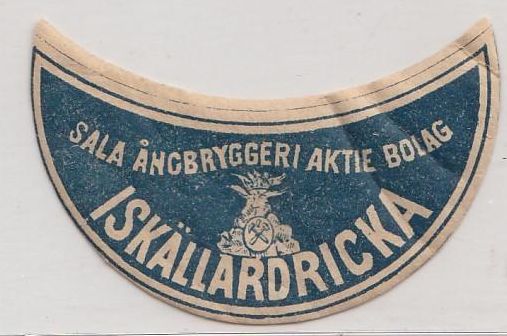 SALA ÅNGBRYGGERI AKTIE BOLAG
ISKÄLLARDRICKA